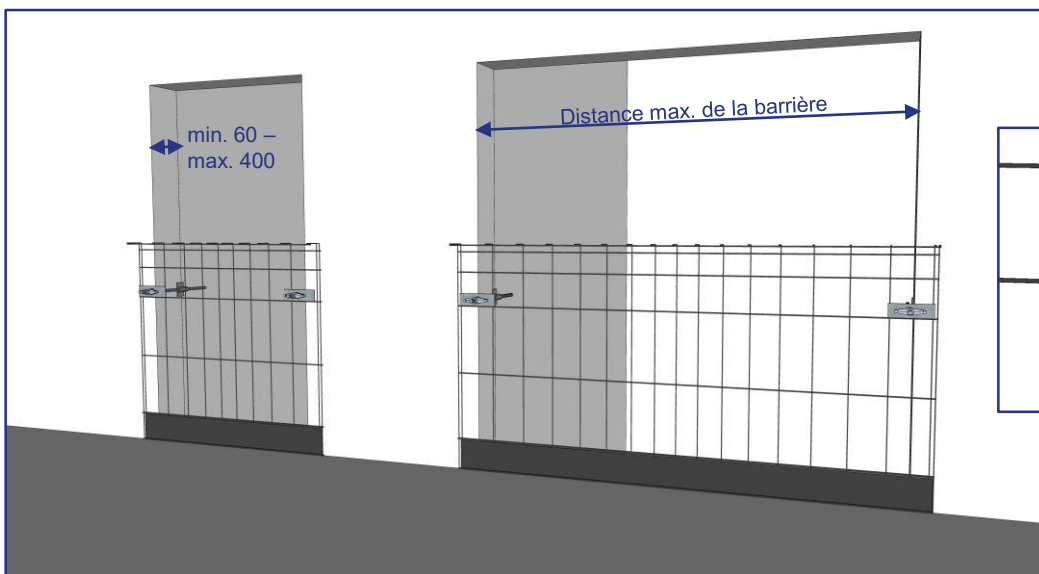 min. 60 –
max. 400
Distance max. de la barrière